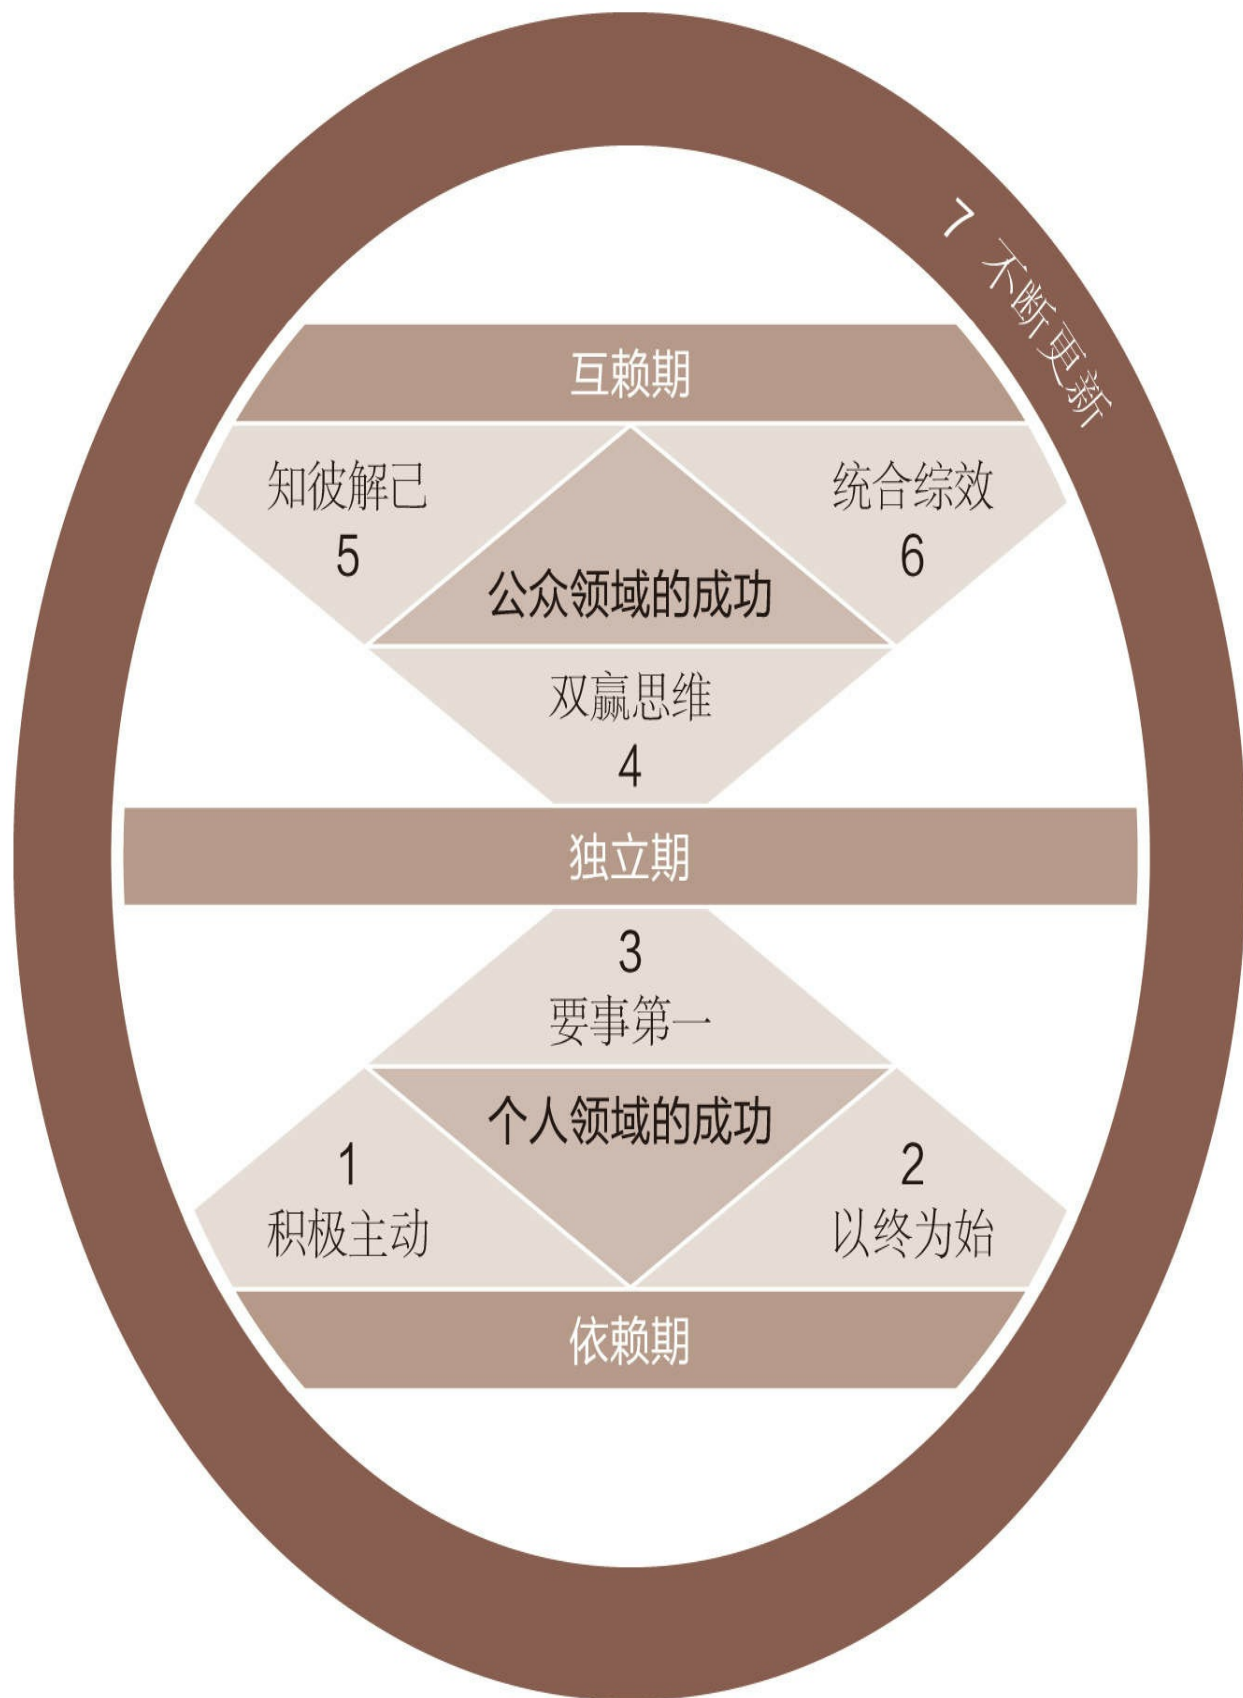 7 不断更新
互赖期
知彼解己
5
统合综效
6
公众领域的成功
双赢思维
4
独立期
3
要事第一
个人领域的成功
1
积极主动
2
以终为始
依赖期